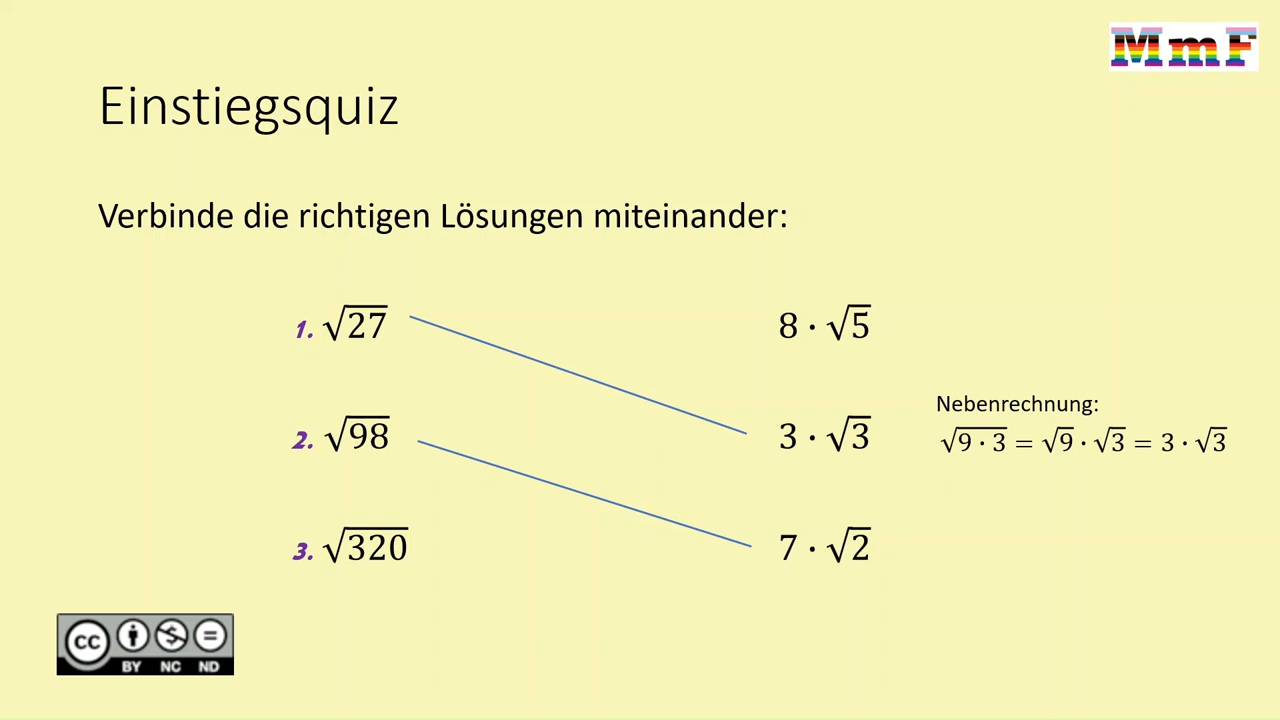 MmF
Einstiegsquiz
Verbinde die richtigen Lösungen miteinander:
1. √27
8 · √5
2. √98
3 · √3
Nebenrechnung:
√9 · 3 = √9 · √3 = 3 · √3
3. √320
7 · √2
cc BY NC ND